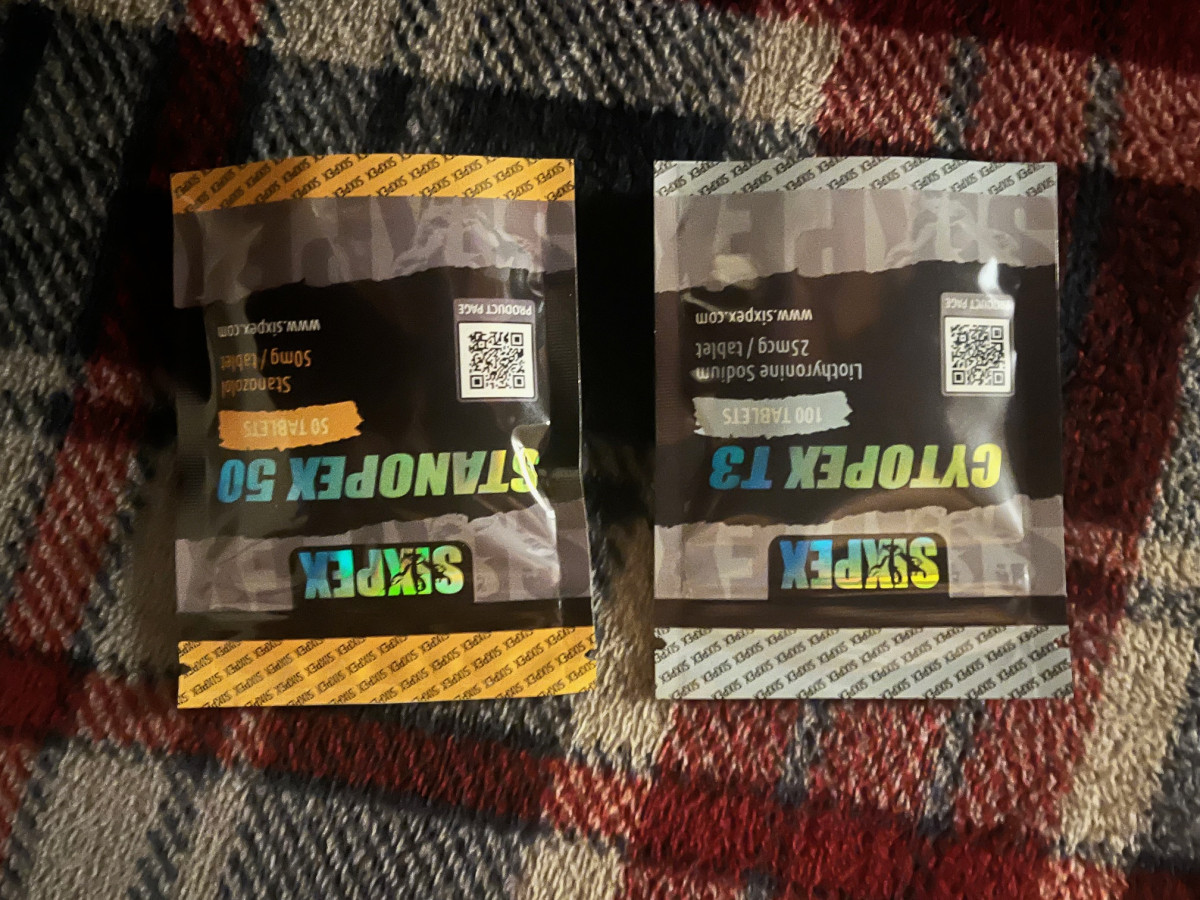 SIXPEX
STANOPEX 50
50 TABLETS
Stanozolol
50mg / tablet
www.sixpex.com
PRODUCT PAGE
SIXPEX
CYTOPEX T3
100 TABLETS
Liothyronine Sodium
25mcg / tablet
www.sixpex.com
PRODUCT PAGE